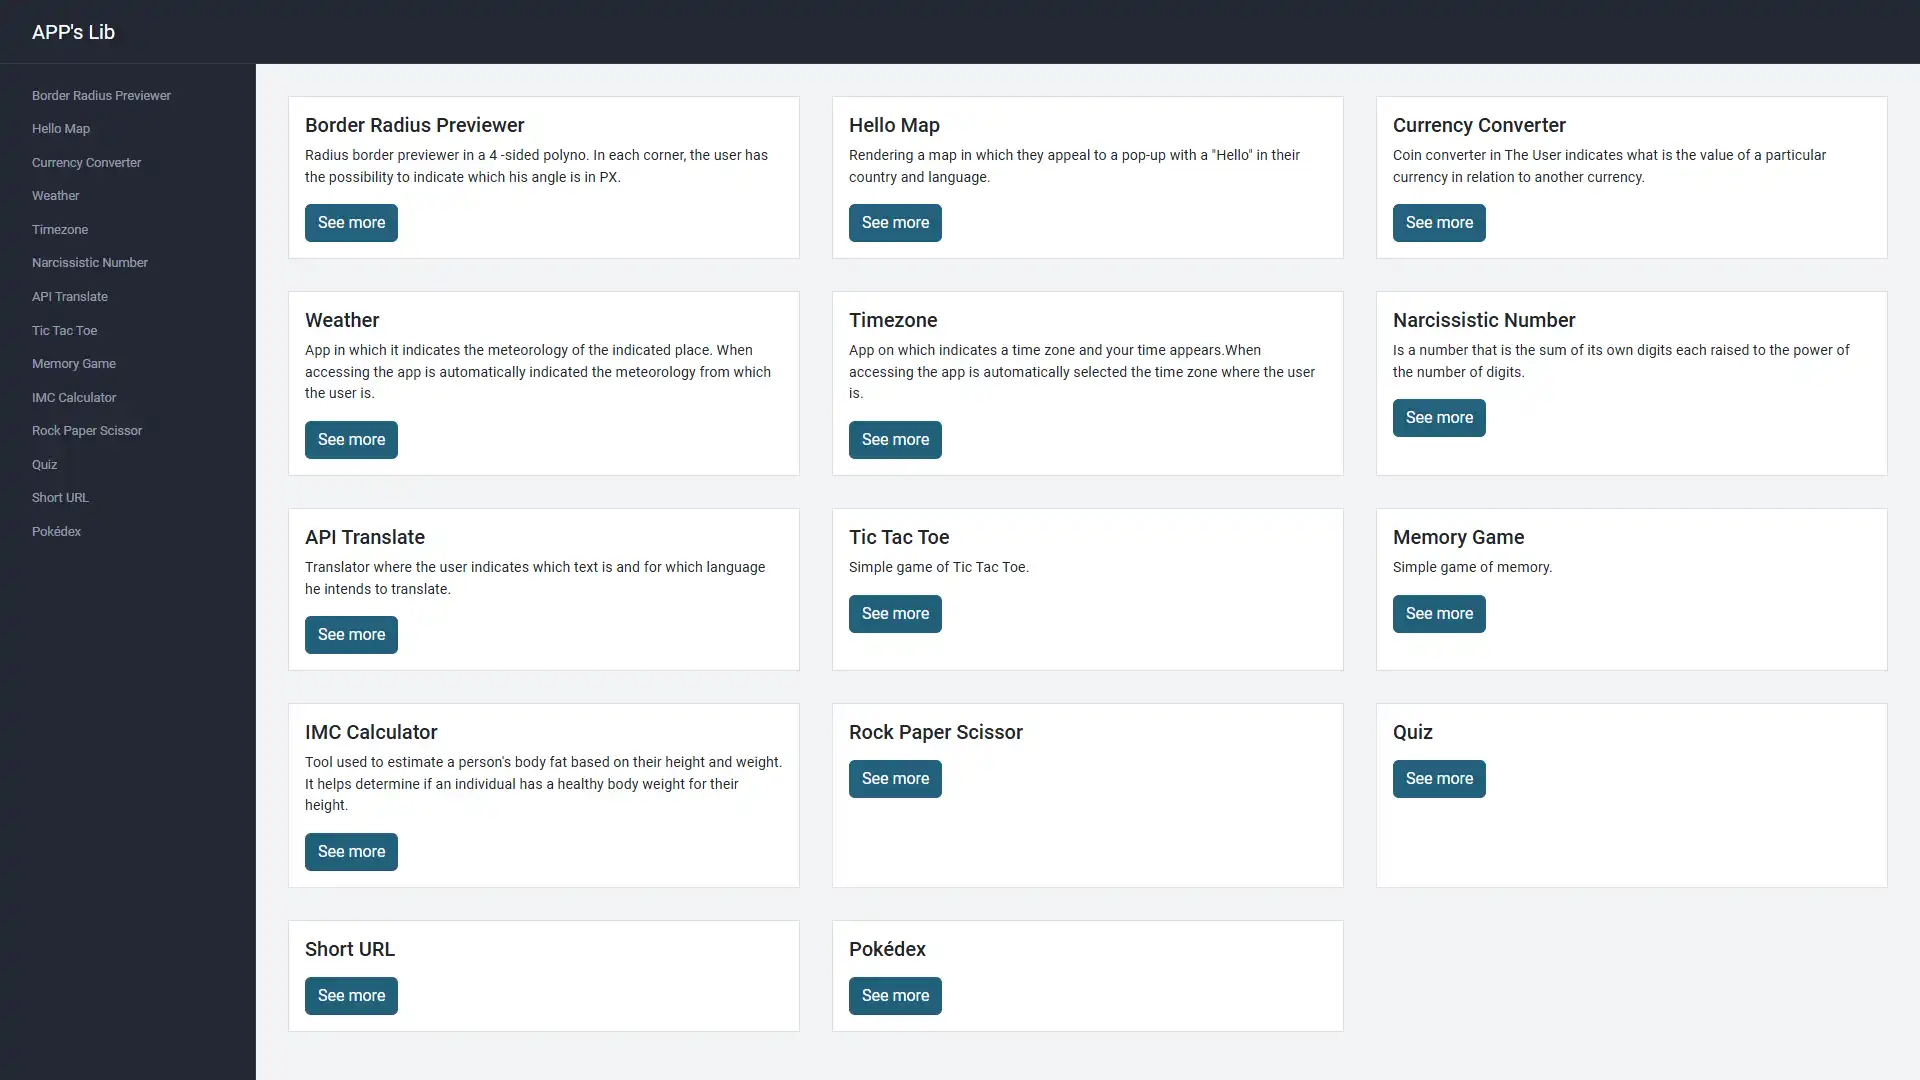 APP's Lib
Border Radius Previewer
Hello Map
Currency Converter
Weather
Timezone
Narcissistic Number
API Translate
Tic Tac Toe
Memory Game
IMC Calculator
Rock Paper Scissor
Quiz
Short URL
Pokédex
Border Radius Previewer
Radius border previewer in a 4 -sided polyno. In each corner, the user has
the possibility to indicate which his angle is in PX.
See more
Hello Map
Rendering a map in which they appeal to a pop-up with a "Hello" in their
country and language.
See more
Currency Converter
Coin converter in The User indicates what is the value of a particular
currency in relation to another currency.
See more
Weather
App in which it indicates the meteorology of the indicated place. When
accessing the app is automatically indicated the meteorology from which
the user is.
See more
Timezone
App on which indicates a time zone and your time appears.When
accessing the app is automatically selected the time zone where the user
is.
See more
Narcissistic Number
Is a number that is the sum of its own digits each raised to the power of
the number of digits.
See more
API Translate
Translator where the user indicates which text is and for which language
he intends to translate.
See more
Tic Tac Toe
Simple game of Tic Tac Toe.
See more
Memory Game
Simple game of memory.
See more
IMC Calculator
Tool used to estimate a person's body fat based on their height and weight.
It helps determine if an individual has a healthy body weight for their
height.
See more
Rock Paper Scissor
See more
Quiz
See more
Short URL
See more
Pokédex
See more